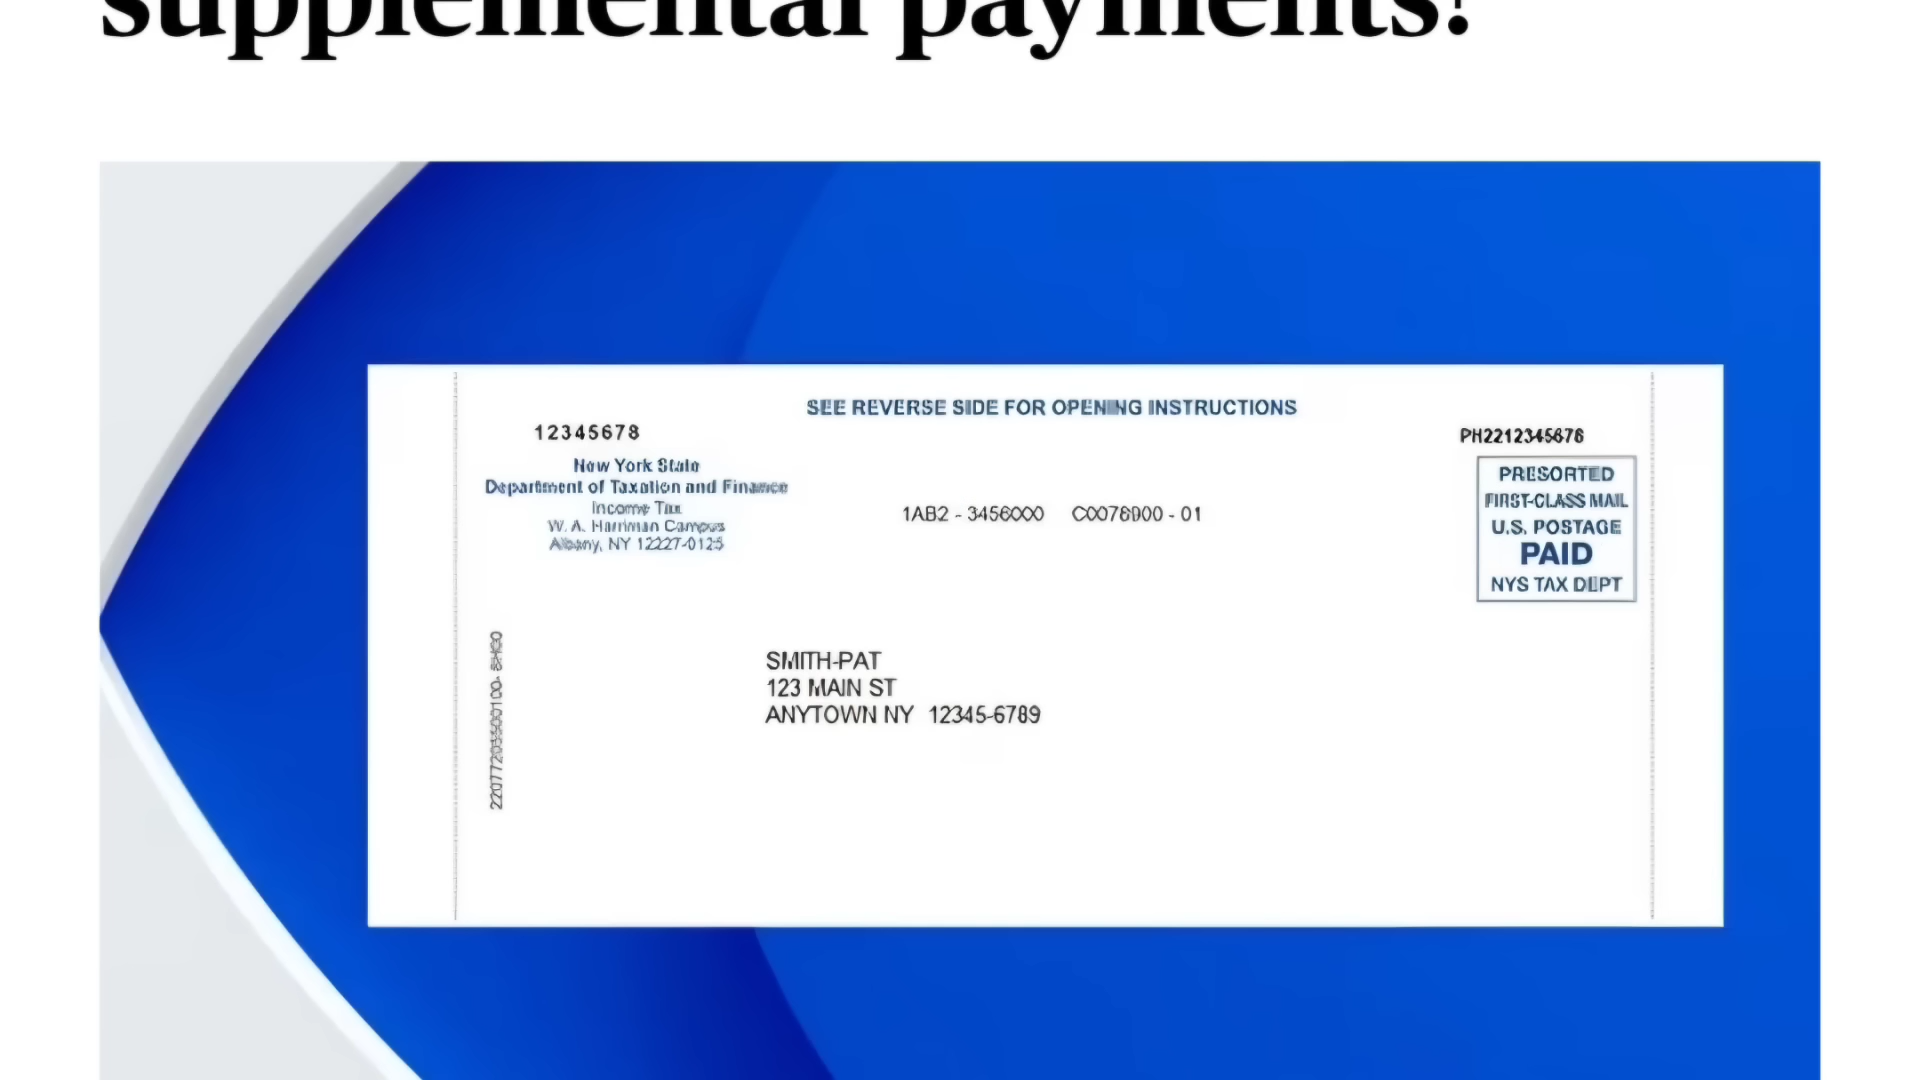 supplemental payments!
SEE REVERSE SIDE FOR OPENING INSTRUCTIONS
12345678
New York State
Department of Taxation and Finance
Income Tax
W. A. Harriman Campus
Albany, NY 12227-0125
1AB2 - 3456000 C0078900 - 01
PH2212345678
PRESORTED
FIRST-CLASS MAIL
U.S. POSTAGE
PAID
NYS TAX DEPT
SMITH-PAT
123 MAIN ST
ANYTOWN NY 12345-6789